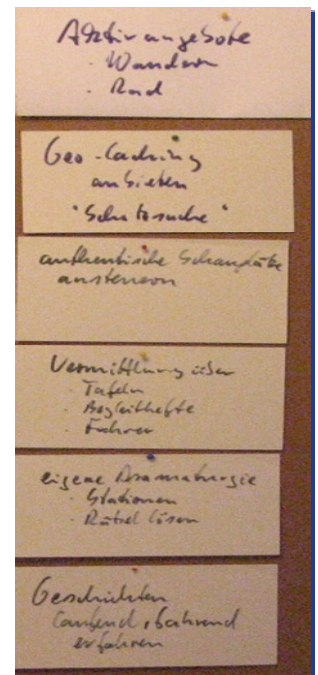 Aktivangebote
· Wandern
· Rad
Geo-Caching
anbieten
"Schatzsuche"
authentische Schauplätze
ansteuern
Vermittlung über
· Tafeln
· Begleithefte
· Führer
eigene Dramaturgie
· Stationen
· Rätsel lösen
Geschichten
laufend,
erfahren